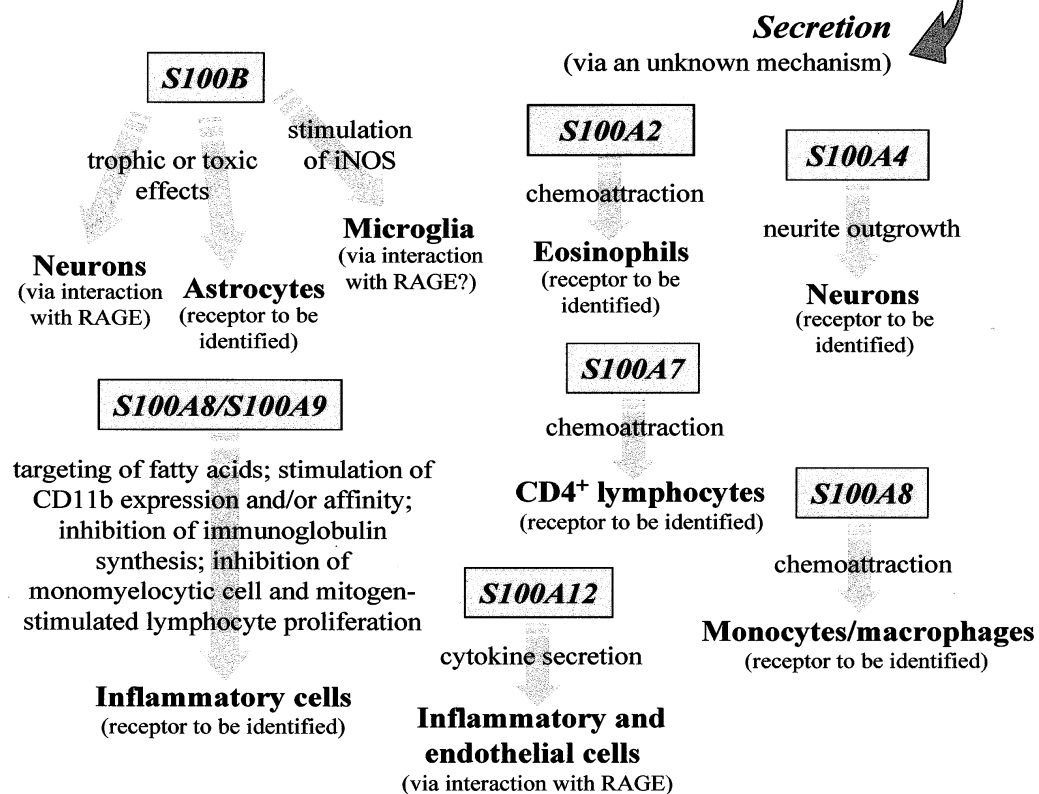 Secretion
(via an unknown mechanism)
S100B
trophic or toxic
effects
stimulation
of iNOS
Neurons
(via interaction
with RAGE)
Astrocytes
(receptor to be
identified)
Microglia
(via interaction
with RAGE?)
S100A2
chemoattraction
Eosinophils
(receptor to be
identified)
S100A4
neurite outgrowth
Neurons
(receptor to be
identified)
S100A8/S100A9
targeting of fatty acids; stimulation of
CD11b expression and/or affinity;
inhibition of immunoglobulin
synthesis; inhibition of
monomyelocytic cell and mitogen-
stimulated lymphocyte proliferation
Inflammatory cells
(receptor to be identified)
S100A7
chemoattraction
CD4⁺ lymphocytes
(receptor to be identified)
S100A8
chemoattraction
Monocytes/macrophages
(receptor to be identified)
S100A12
cytokine secretion
Inflammatory and
endothelial cells
(via interaction with RAGE)